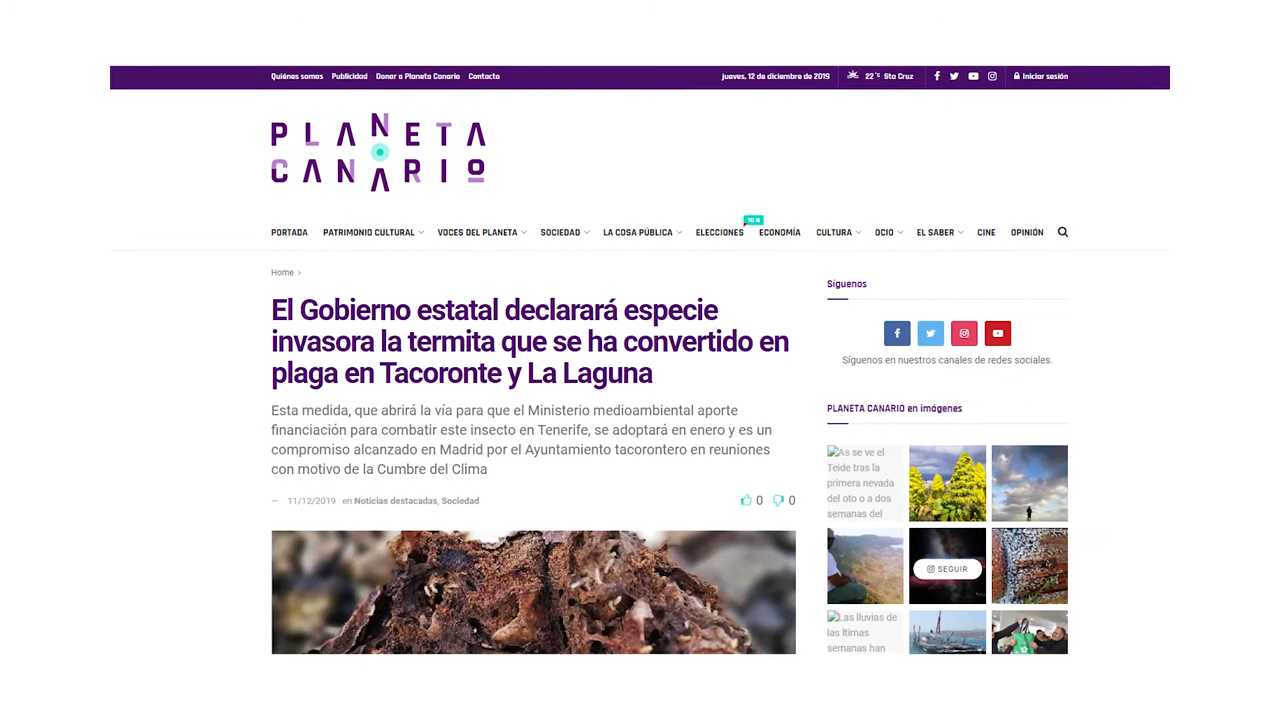 Quiénes somos Publicidad Donar a Planeta Canario Contacto
jueves, 12 de diciembre de 2019 22°C Sta Cruz Iniciar sesión
PLANETA
CANARIO
10 N
PORTADA PATRIMONIO CULTURAL VOCES DEL PLANETA SOCIEDAD LA COSA PÚBLICA ELECCIONES ECONOMÍA CULTURA OCIO EL SABER CINE OPINIÓN
Home >
El Gobierno estatal declarará especie
invasora la termita que se ha convertido en
plaga en Tacoronte y La Laguna
Esta medida, que abrirá la vía para que el Ministerio medioambiental aporte
financiación para combatir este insecto en Tenerife, se adoptará en enero y es un
compromiso alcanzado en Madrid por el Ayuntamiento tacorontero en reuniones
con motivo de la Cumbre del Clima
— 11/12/2019 en Noticias destacadas, Sociedad 0 0
Síguenos
Síguenos en nuestros canales de redes sociales.
PLANETA CANARIO en imágenes
As se ve el
Teide tras la
primera nevada
del oto o a dos
semanas del
SEGUIR
Las lluvias de
las ltimas
semanas han